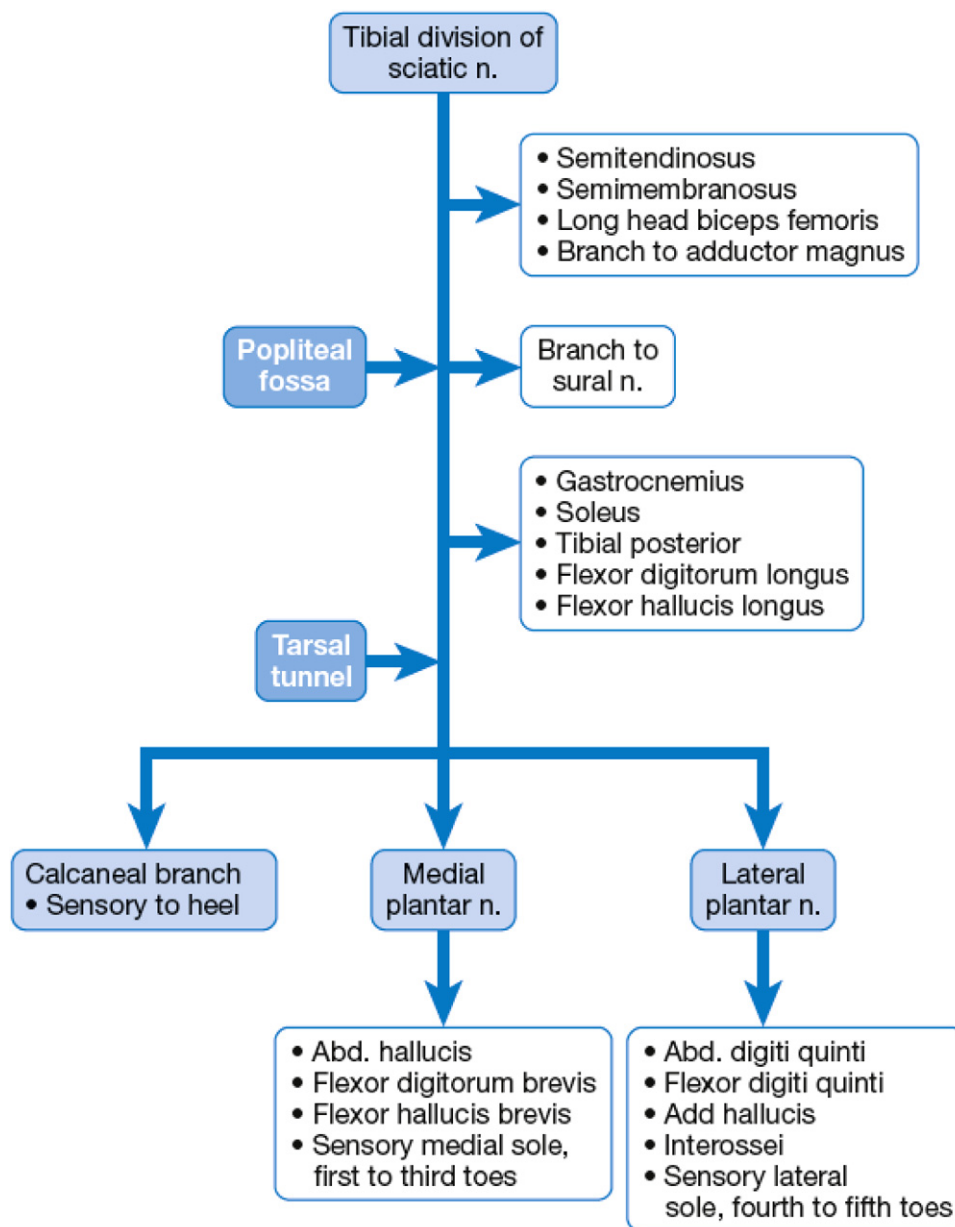 Tibial division of
sciatic n.
• Semitendinosus
• Semimembranosus
• Long head biceps femoris
• Branch to adductor magnus
Popliteal
fossa
Branch to
sural n.
• Gastrocnemius
• Soleus
• Tibial posterior
• Flexor digitorum longus
• Flexor hallucis longus
Tarsal
tunnel
Calcaneal branch
• Sensory to heel
Medial
plantar n.
Lateral
plantar n.
• Abd. hallucis
• Flexor digitorum brevis
• Flexor hallucis brevis
• Sensory medial sole,
first to third toes
• Abd. digiti quinti
• Flexor digiti quinti
• Add hallucis
• Interossei
• Sensory lateral
sole, fourth to fifth toes